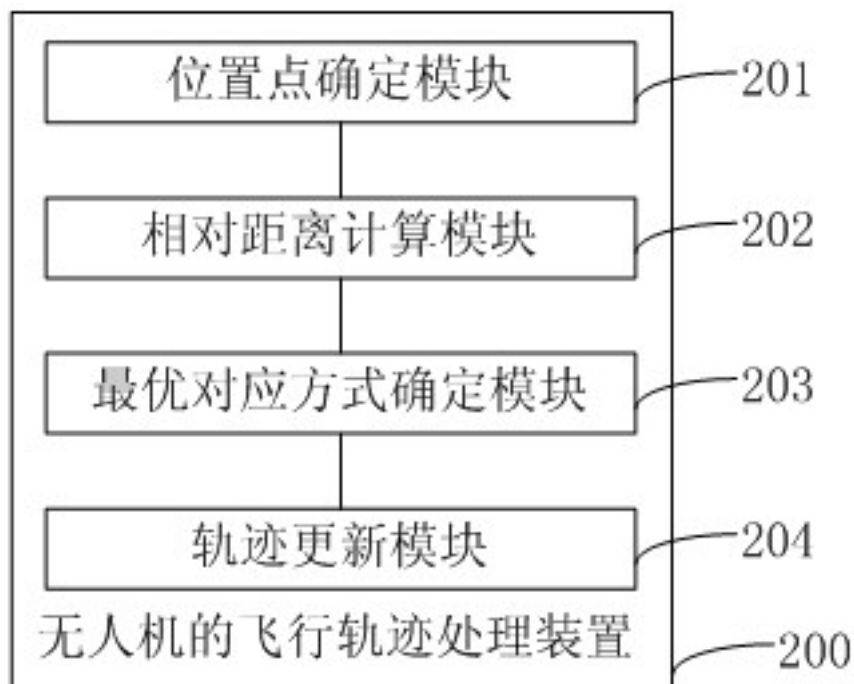 位置点确定模块 201
相对距离计算模块 202
最优对应方式确定模块 203
轨迹更新模块 204
无人机的飞行轨迹处理装置 200